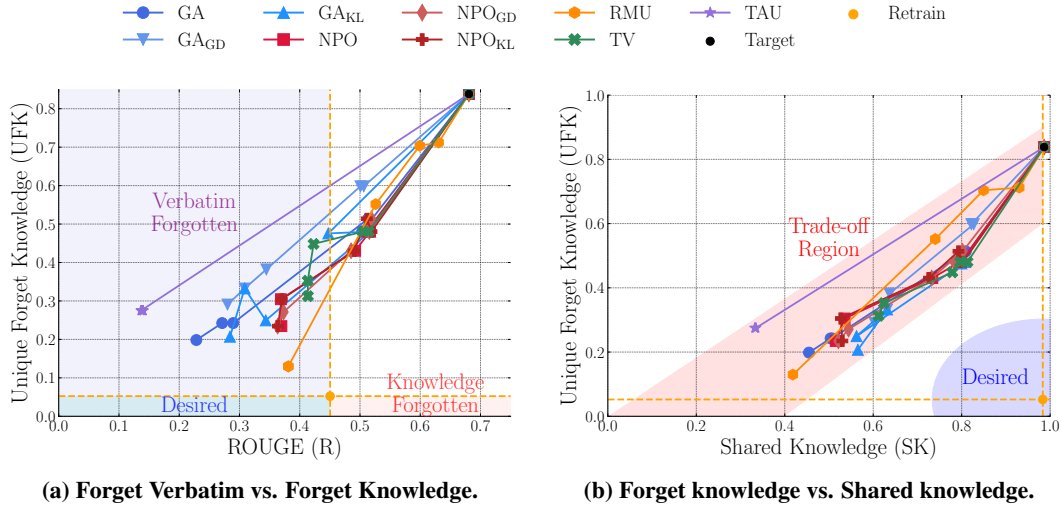 GA GA_KL NPO_GD RMU TAU Retrain
GA_GD NPO NPO_KL TV Target
Unique Forget Knowledge (UFK)
0.8
0.7
0.6
0.5
0.4
0.3
0.2
0.1
0.0
Verbatim
Forgotten
Desired
Knowledge
Forgotten
0.0 0.1 0.2 0.3 0.4 0.5 0.6 0.7
ROUGE (R)
(a) Forget Verbatim vs. Forget Knowledge.
Unique Forget Knowledge (UFK)
1.0
0.8
0.6
0.4
0.2
0.0
Trade-off
Region
Desired
0.0 0.2 0.4 0.6 0.8 1.0
Shared Knowledge (SK)
(b) Forget knowledge vs. Shared knowledge.